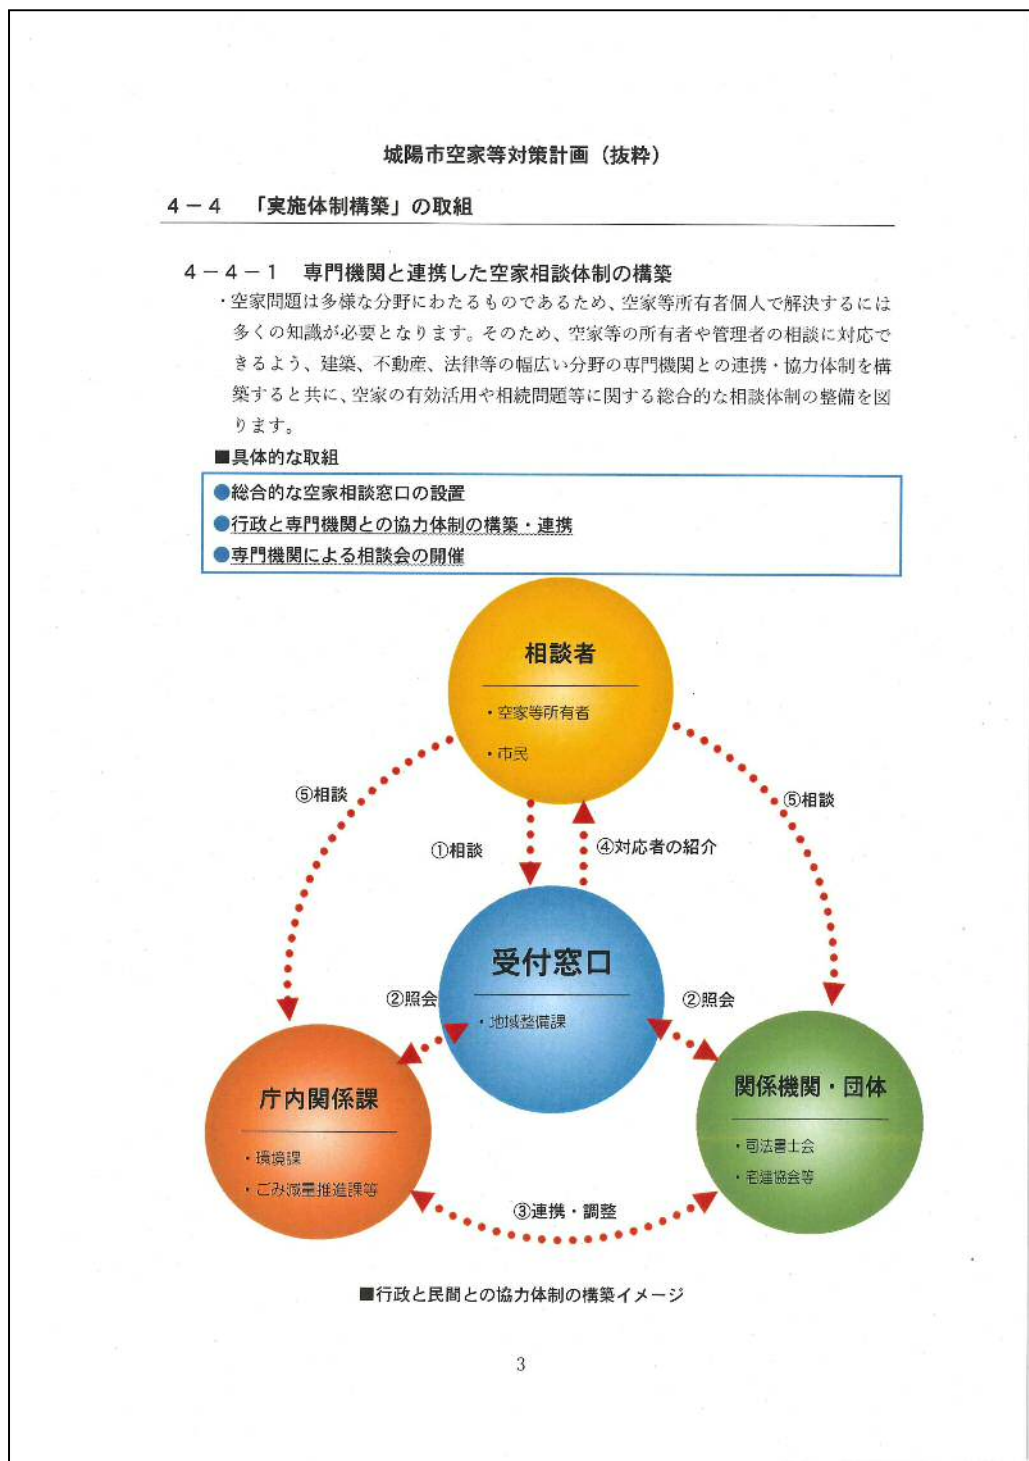 城陽市空家等対策計画（抜粋）
４－４　「実施体制構築」の取組
４－４－１　専門機関と連携した空家相談体制の構築
・空家問題は多様な分野にわたるものであるため、空家等所有者個人で解決するには
多くの知識が必要となります。そのため、空家等の所有者や管理者の相談に対応で
きるよう、建築、不動産、法律等の幅広い分野の専門機関との連携・協力体制を構
築すると共に、空家の有効活用や相続問題等に関する総合的な相談体制の整備を図
ります。
■具体的な取組
●総合的な空家相談窓口の設置
●行政と専門機関との協力体制の構築・連携
●専門機関による相談会の開催
相談者
・空家等所有者
・市民
⑤相談
⑤相談
①相談
④対応者の紹介
受付窓口
・地域整備課
②照会
②照会
庁内関係課
・環境課
・ごみ減量推進課等
関係機関・団体
・司法書士会
・宅建協会等
③連携・調整
■行政と民間との協力体制の構築イメージ
3